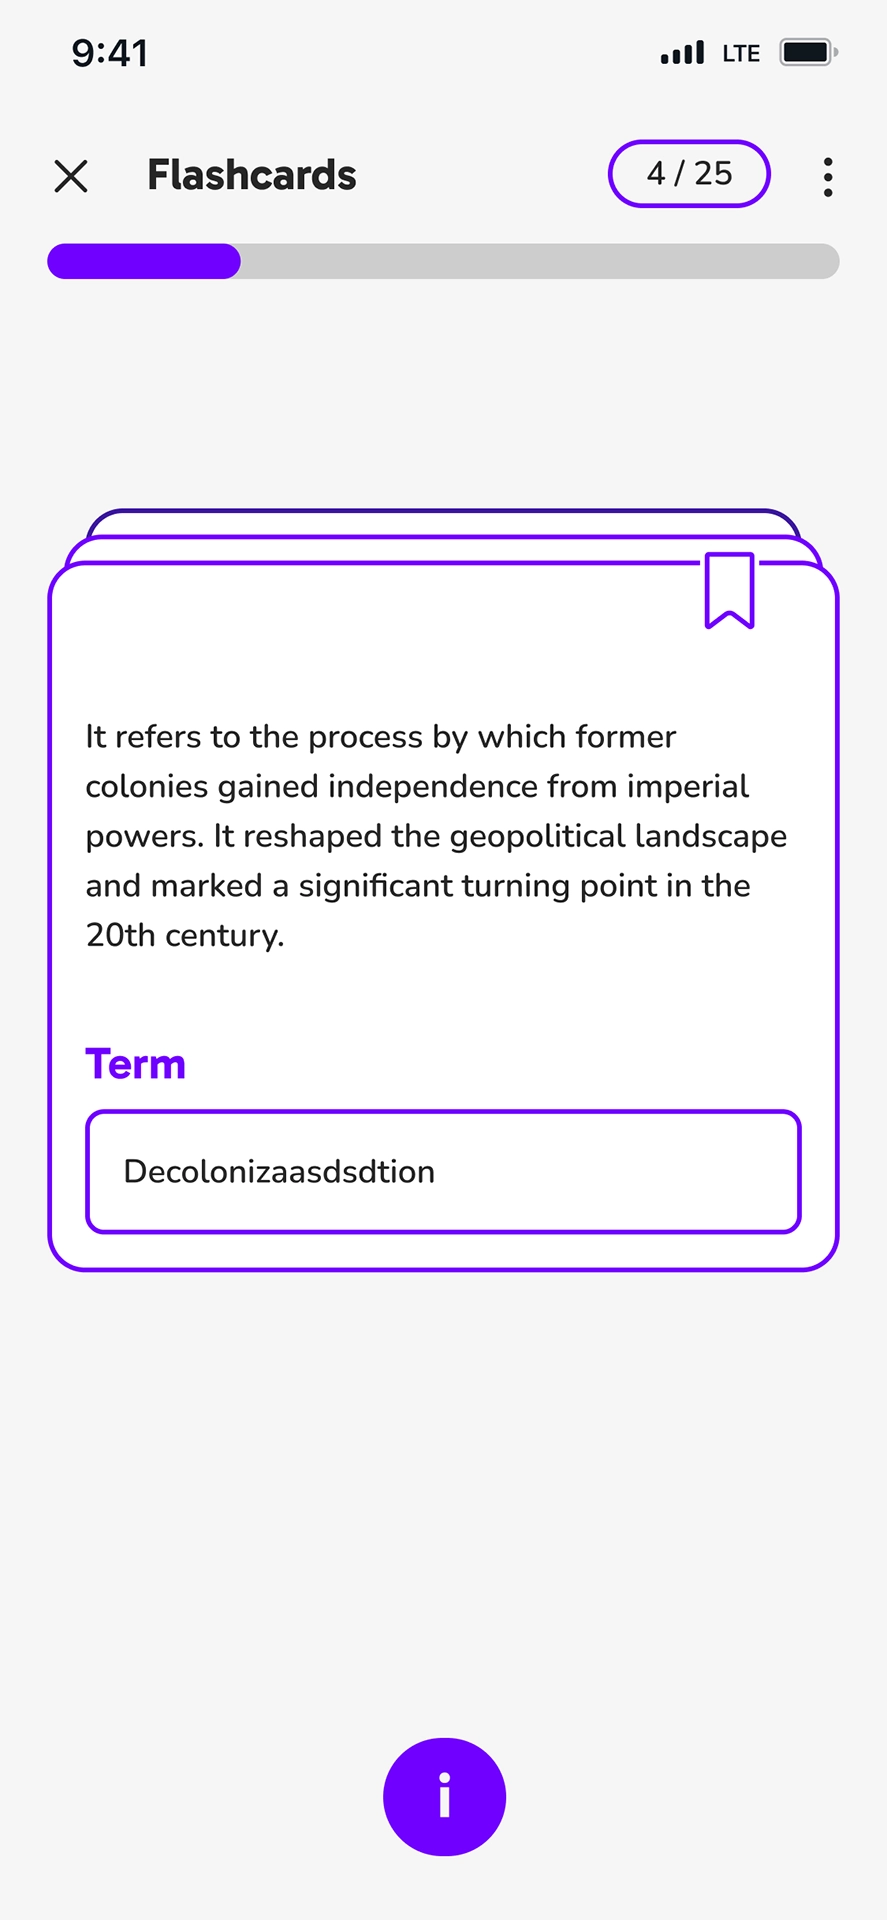 9:41 LTE
Flashcards 4 / 25
It refers to the process by which former
colonies gained independence from imperial
powers. It reshaped the geopolitical landscape
and marked a significant turning point in the
20th century.
Term
Decolonizaasdsdtion
i